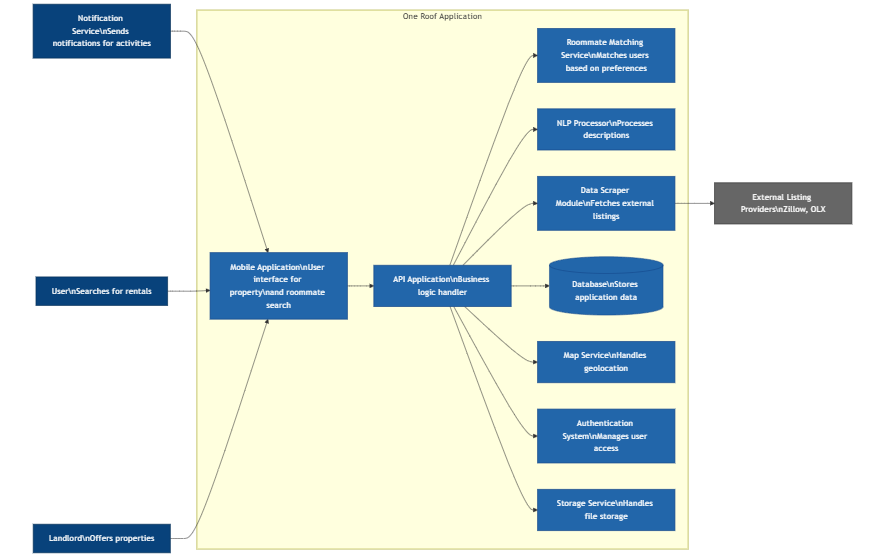 One Roof Application
Notification
Service\nSends
notifications for activities
User\nSearches for rentals
Landlord\nOffers properties
Mobile Application\nUser
interface for
property\nand roommate
search
API Application\nBusiness
logic handler
Roommate Matching
Service\nMatches users
based on preferences
NLP Processor\nProcesses
descriptions
Data Scraper
Module\nFetches external
listings
Database\nStores
application data
Map Service\nHandles
geolocation
Authentication
System\nManages user
access
Storage Service\nHandles
file storage
External Listing
Providers\nZillow, OLX